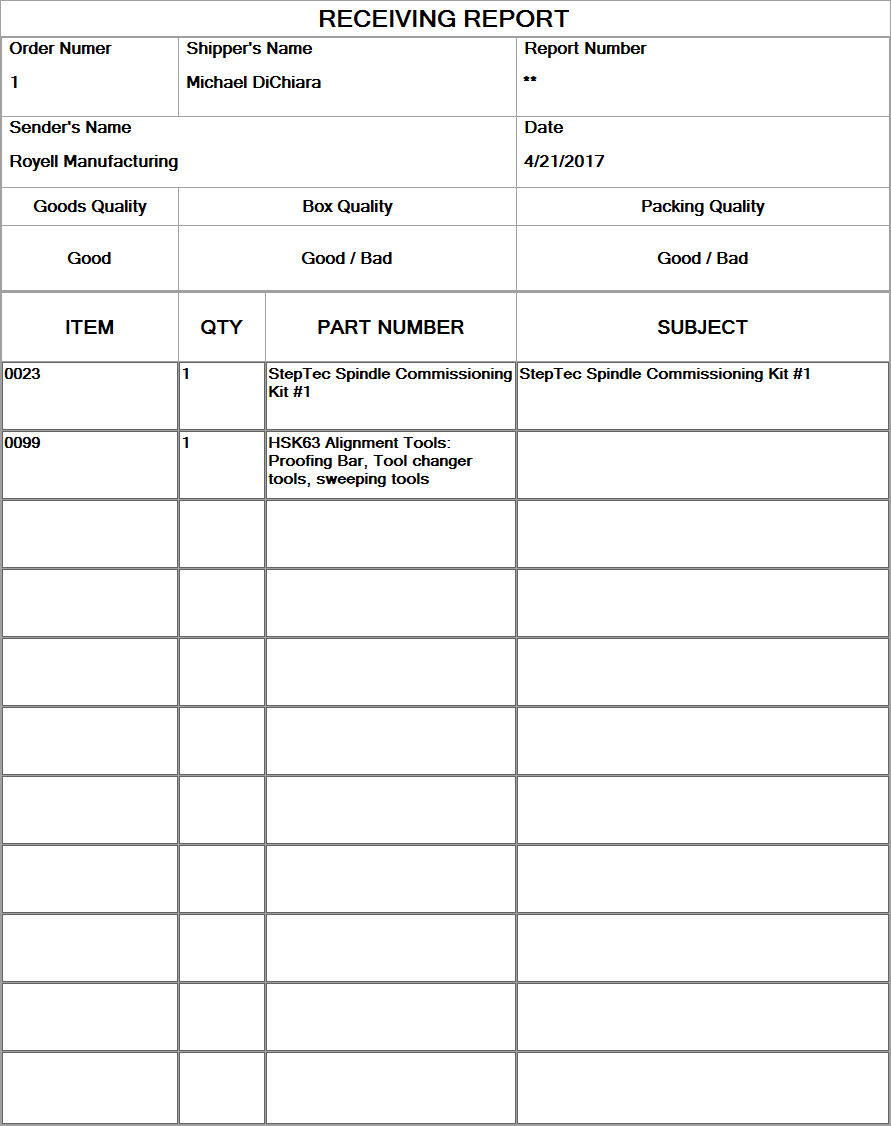 RECEIVING REPORT
Order Numer
Shipper's Name
Report Number
1
Michael DiChiara
**
Sender's Name
Date
Royell Manufacturing
4/21/2017
Goods Quality
Box Quality
Packing Quality
Good
Good / Bad
Good / Bad
ITEM
QTY
PART NUMBER
SUBJECT
0023
1
StepTec Spindle Commissioning
Kit #1
StepTec Spindle Commissioning Kit #1
0099
1
HSK63 Alignment Tools:
Proofing Bar, Tool changer
tools, sweeping tools